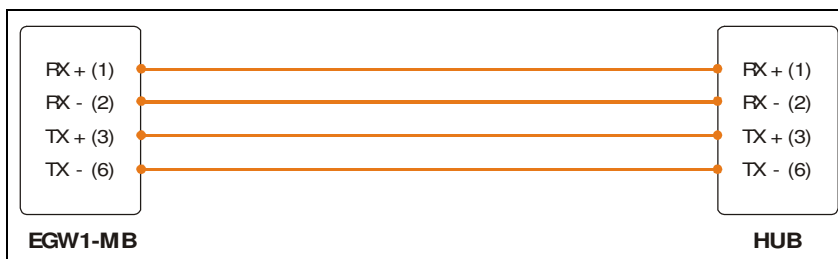 RX + (1) RX + (1)
RX - (2) RX - (2)
TX + (3) TX + (3)
TX - (6) TX - (6)
EGW1-MB HUB